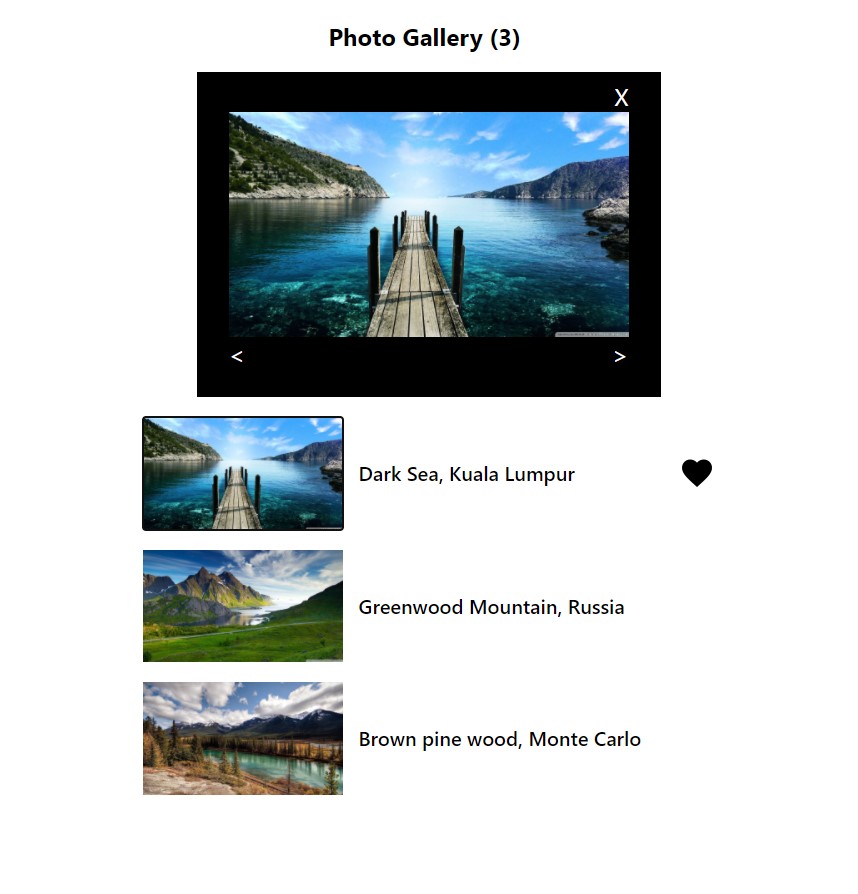 Photo Gallery (3)
X
< >
Dark Sea, Kuala Lumpur
Greenwood Mountain, Russia
Brown pine wood, Monte Carlo